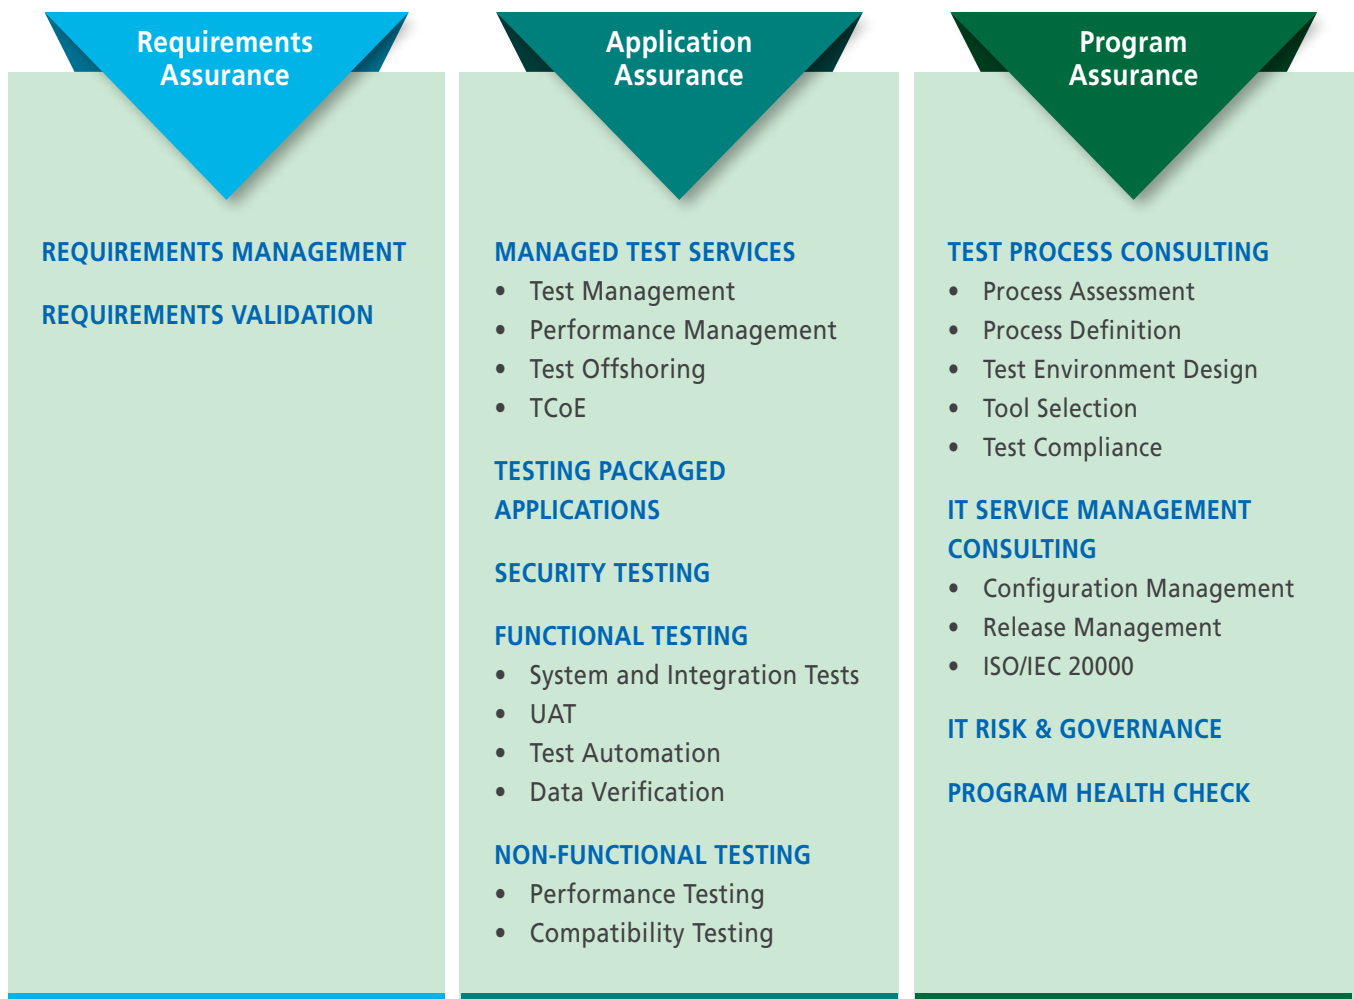 Requirements
Assurance
REQUIREMENTS MANAGEMENT
REQUIREMENTS VALIDATION
Application
Assurance
MANAGED TEST SERVICES
• Test Management
• Performance Management
• Test Offshoring
• TCoE
TESTING PACKAGED
APPLICATIONS
SECURITY TESTING
FUNCTIONAL TESTING
• System and Integration Tests
• UAT
• Test Automation
• Data Verification
NON-FUNCTIONAL TESTING
• Performance Testing
• Compatibility Testing
Program
Assurance
TEST PROCESS CONSULTING
• Process Assessment
• Process Definition
• Test Environment Design
• Tool Selection
• Test Compliance
IT SERVICE MANAGEMENT
CONSULTING
• Configuration Management
• Release Management
• ISO/IEC 20000
IT RISK & GOVERNANCE
PROGRAM HEALTH CHECK